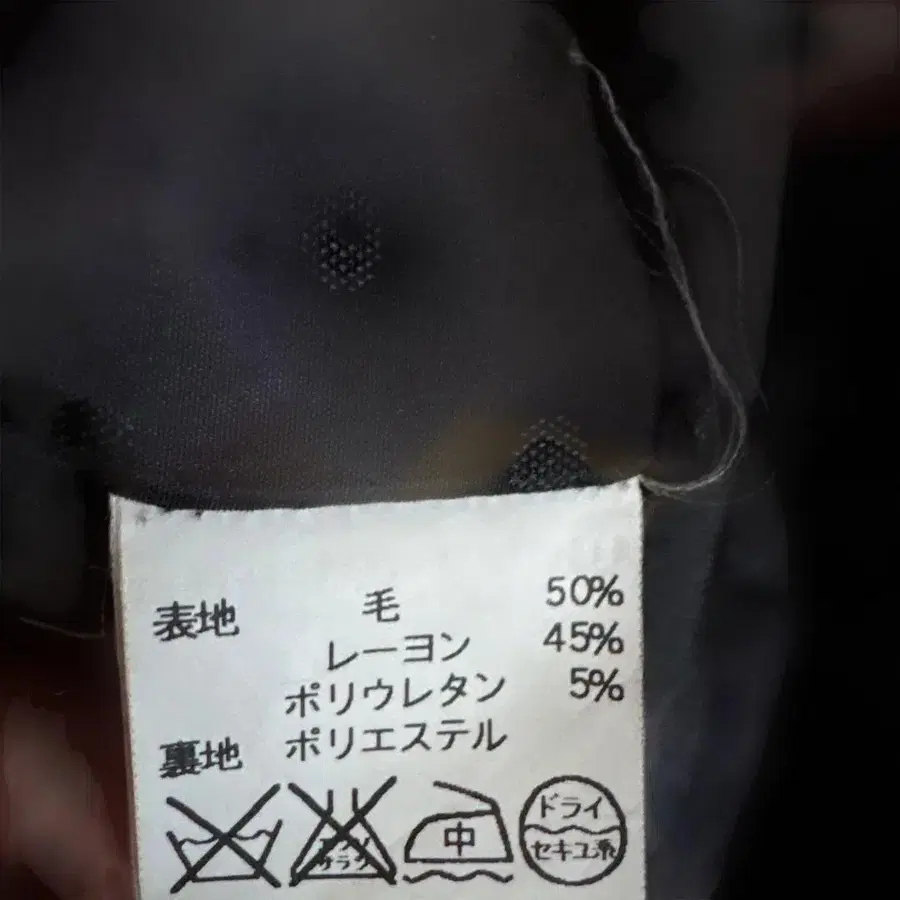 表地 毛 50%
レーヨン 45%
ポリウレタン 5%
裏地 ポリエステル
中
ドライ
セキユ系